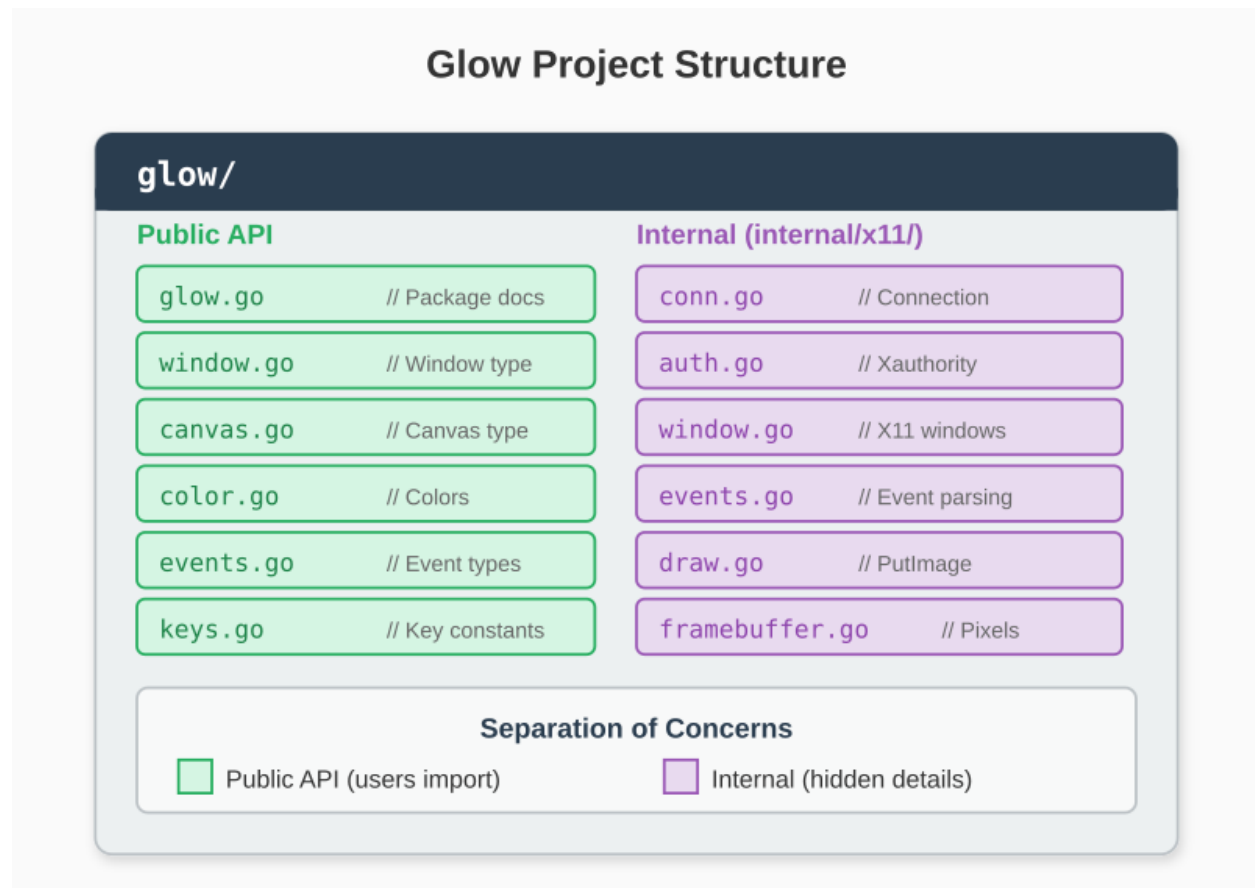 Glow Project Structure
glow/
Public API
glow.go // Package docs
window.go // Window type
canvas.go // Canvas type
color.go // Colors
events.go // Event types
keys.go // Key constants
Internal (internal/x11/)
conn.go // Connection
auth.go // Xauthority
window.go // X11 windows
events.go // Event parsing
draw.go // PutImage
framebuffer.go // Pixels
Separation of Concerns
Public API (users import)
Internal (hidden details)